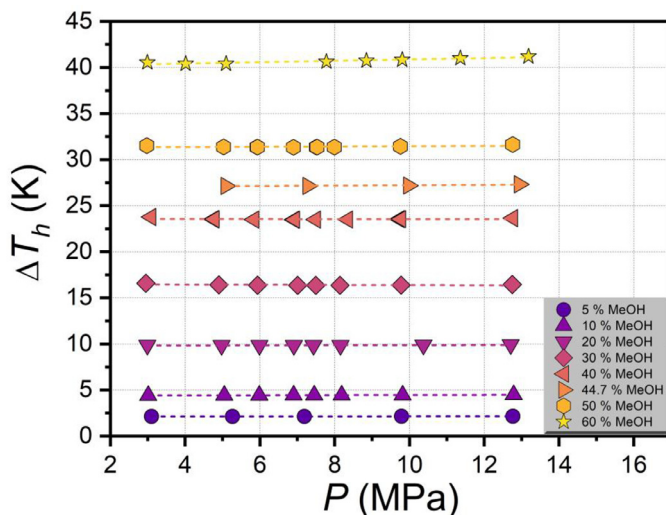 45
40
35
30
25
20
15
10
5
0
ΔTh (K)
2 4 6 8 10 12 14 16
P (MPa)
5 % MeOH
10 % MeOH
20 % MeOH
30 % MeOH
40 % MeOH
44.7 % MeOH
50 % MeOH
60 % MeOH